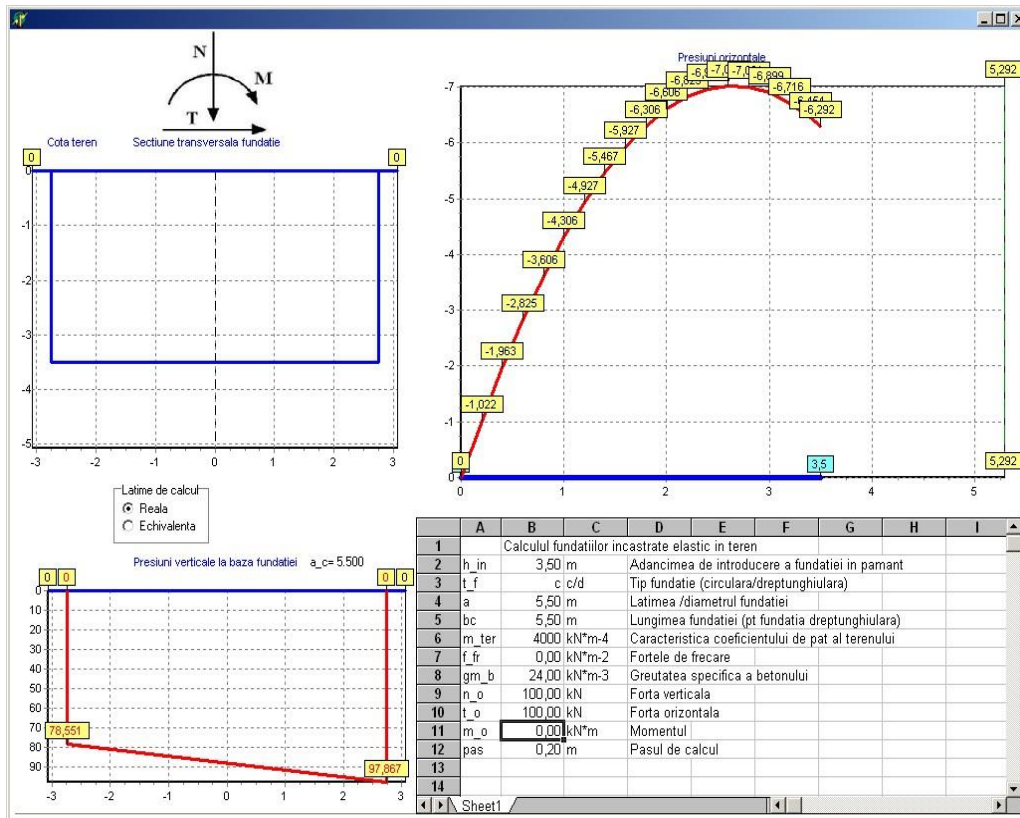 N
M
T
Cota teren Sectiune transversala fundatie
0 0
0
-1
-2
-3
-4
-5
-3 -2 -1 0 1 2 3
Presiuni orizontale
5,292
-6,899
-6,716
-6,606
-6,292
-6,306
-5,927
-5,467
-4,927
-4,306
-3,606
-2,825
-1,963
-1,022
0
3,5
5,292
-7
-6
-5
-4
-3
-2
-1
0
0 1 2 3 4 5
Latime de calcul
Reala
Echivalenta
Presiuni verticale la baza fundatiei a_c= 5.500
0 0 0 0
0
10
20
30
40
50
60
70
80
90
78,551
97,867
-3 -2 -1 0 1 2 3
A B C D E F G H I
1 Calculul fundatiilor incastrate elastic in teren
2 h_in 3,50 m Adancimea de introducere a fundatiei in pamant
3 t_f c c/d Tip fundatie (circulara/dreptunghiulara)
4 a 5,50 m Latimea /diametrul fundatiei
5 bc 5,50 m Lungimea fundatiei (pt fundatia dreptunghiulara)
6 m_ter 4000 kN*m-4 Caracteristica coeficientului de pat al terenului
7 f_fr 0,00 kN*m-2 Fortele de frecare
8 gm_b 24,00 kN*m-3 Greutatea specifica a betonului
9 n_o 100,00 kN Forta verticala
10 t_o 100,00 kN Forta orizontala
11 m_o 0,00 kN*m Momentul
12 pas 0,20 m Pasul de calcul
13
14
Sheet1